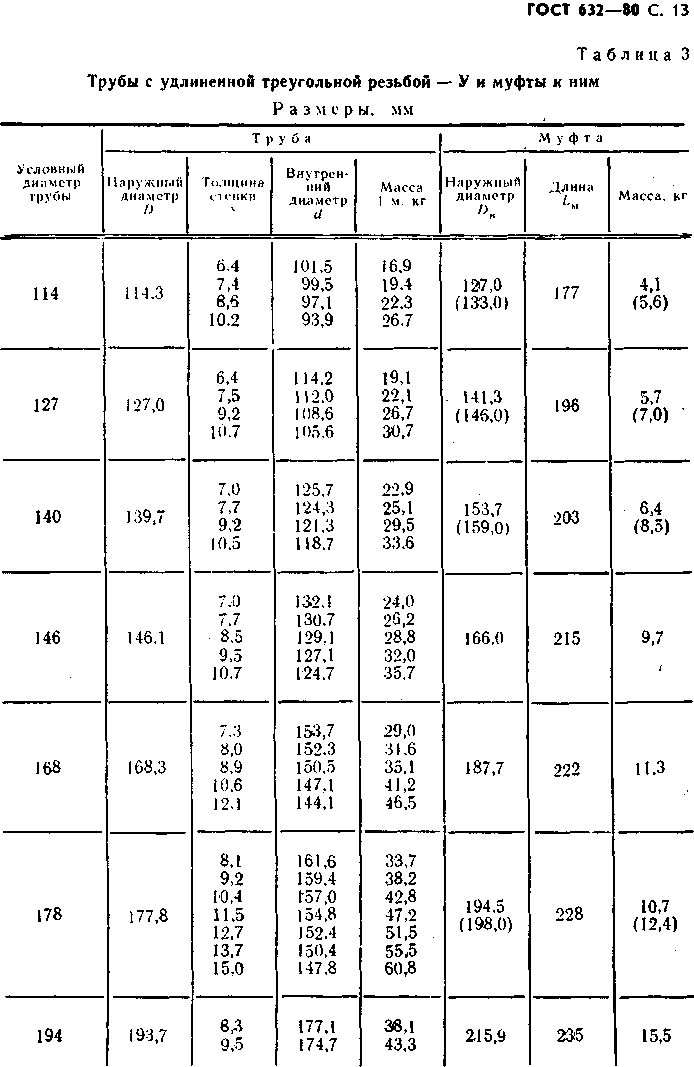 ГОСТ 632—80 С. 13
Таблица 3
Трубы с удлиненной треугольной резьбой — У и муфты к ним
Размеры, мм
Условный диаметр трубы | Труба | Муфта
Наружный диаметр D | Толщина стенки s | Внутренний диаметр d | Масса 1 м, кг | Наружный диаметр Dн | Длина Lм | Масса, кг
114 | 114,3 | 6,4 | 101,5 | 16,9 | 127,0 (133,0) | 177 | 4,1 (5,6)
7,4 | 99,5 | 19,4
8,6 | 97,1 | 22,3
10,2 | 93,9 | 26,7
127 | 127,0 | 6,4 | 114,2 | 19,1 | 141,3 (146,0) | 196 | 5,7 (7,0)
7,5 | 112,0 | 22,1
9,2 | 108,6 | 26,7
10,7 | 105,6 | 30,7
140 | 139,7 | 7,0 | 125,7 | 22,9 | 153,7 (159,0) | 203 | 6,4 (8,5)
7,7 | 124,3 | 25,1
9,2 | 121,3 | 29,5
10,5 | 118,7 | 33,6
146 | 146,1 | 7,0 | 132,1 | 24,0 | 166,0 | 215 | 9,7
7,7 | 130,7 | 26,2
8,5 | 129,1 | 28,8
9,5 | 127,1 | 32,0
10,7 | 124,7 | 35,7
168 | 168,3 | 7,3 | 153,7 | 29,0 | 187,7 | 222 | 11,3
8,0 | 152,3 | 31,6
8,9 | 150,5 | 35,1
10,6 | 147,1 | 41,2
12,1 | 144,1 | 46,5
178 | 177,8 | 8,1 | 161,6 | 33,7 | 194,5 (198,0) | 228 | 10,7 (12,4)
9,2 | 159,4 | 38,2
10,4 | 157,0 | 42,8
11,5 | 154,8 | 47,2
12,7 | 152,4 | 51,5
13,7 | 150,4 | 55,5
15,0 | 147,8 | 60,8
194 | 193,7 | 8,3 | 177,1 | 38,1 | 215,9 | 235 | 15,5
9,5 | 174,7 | 43,3